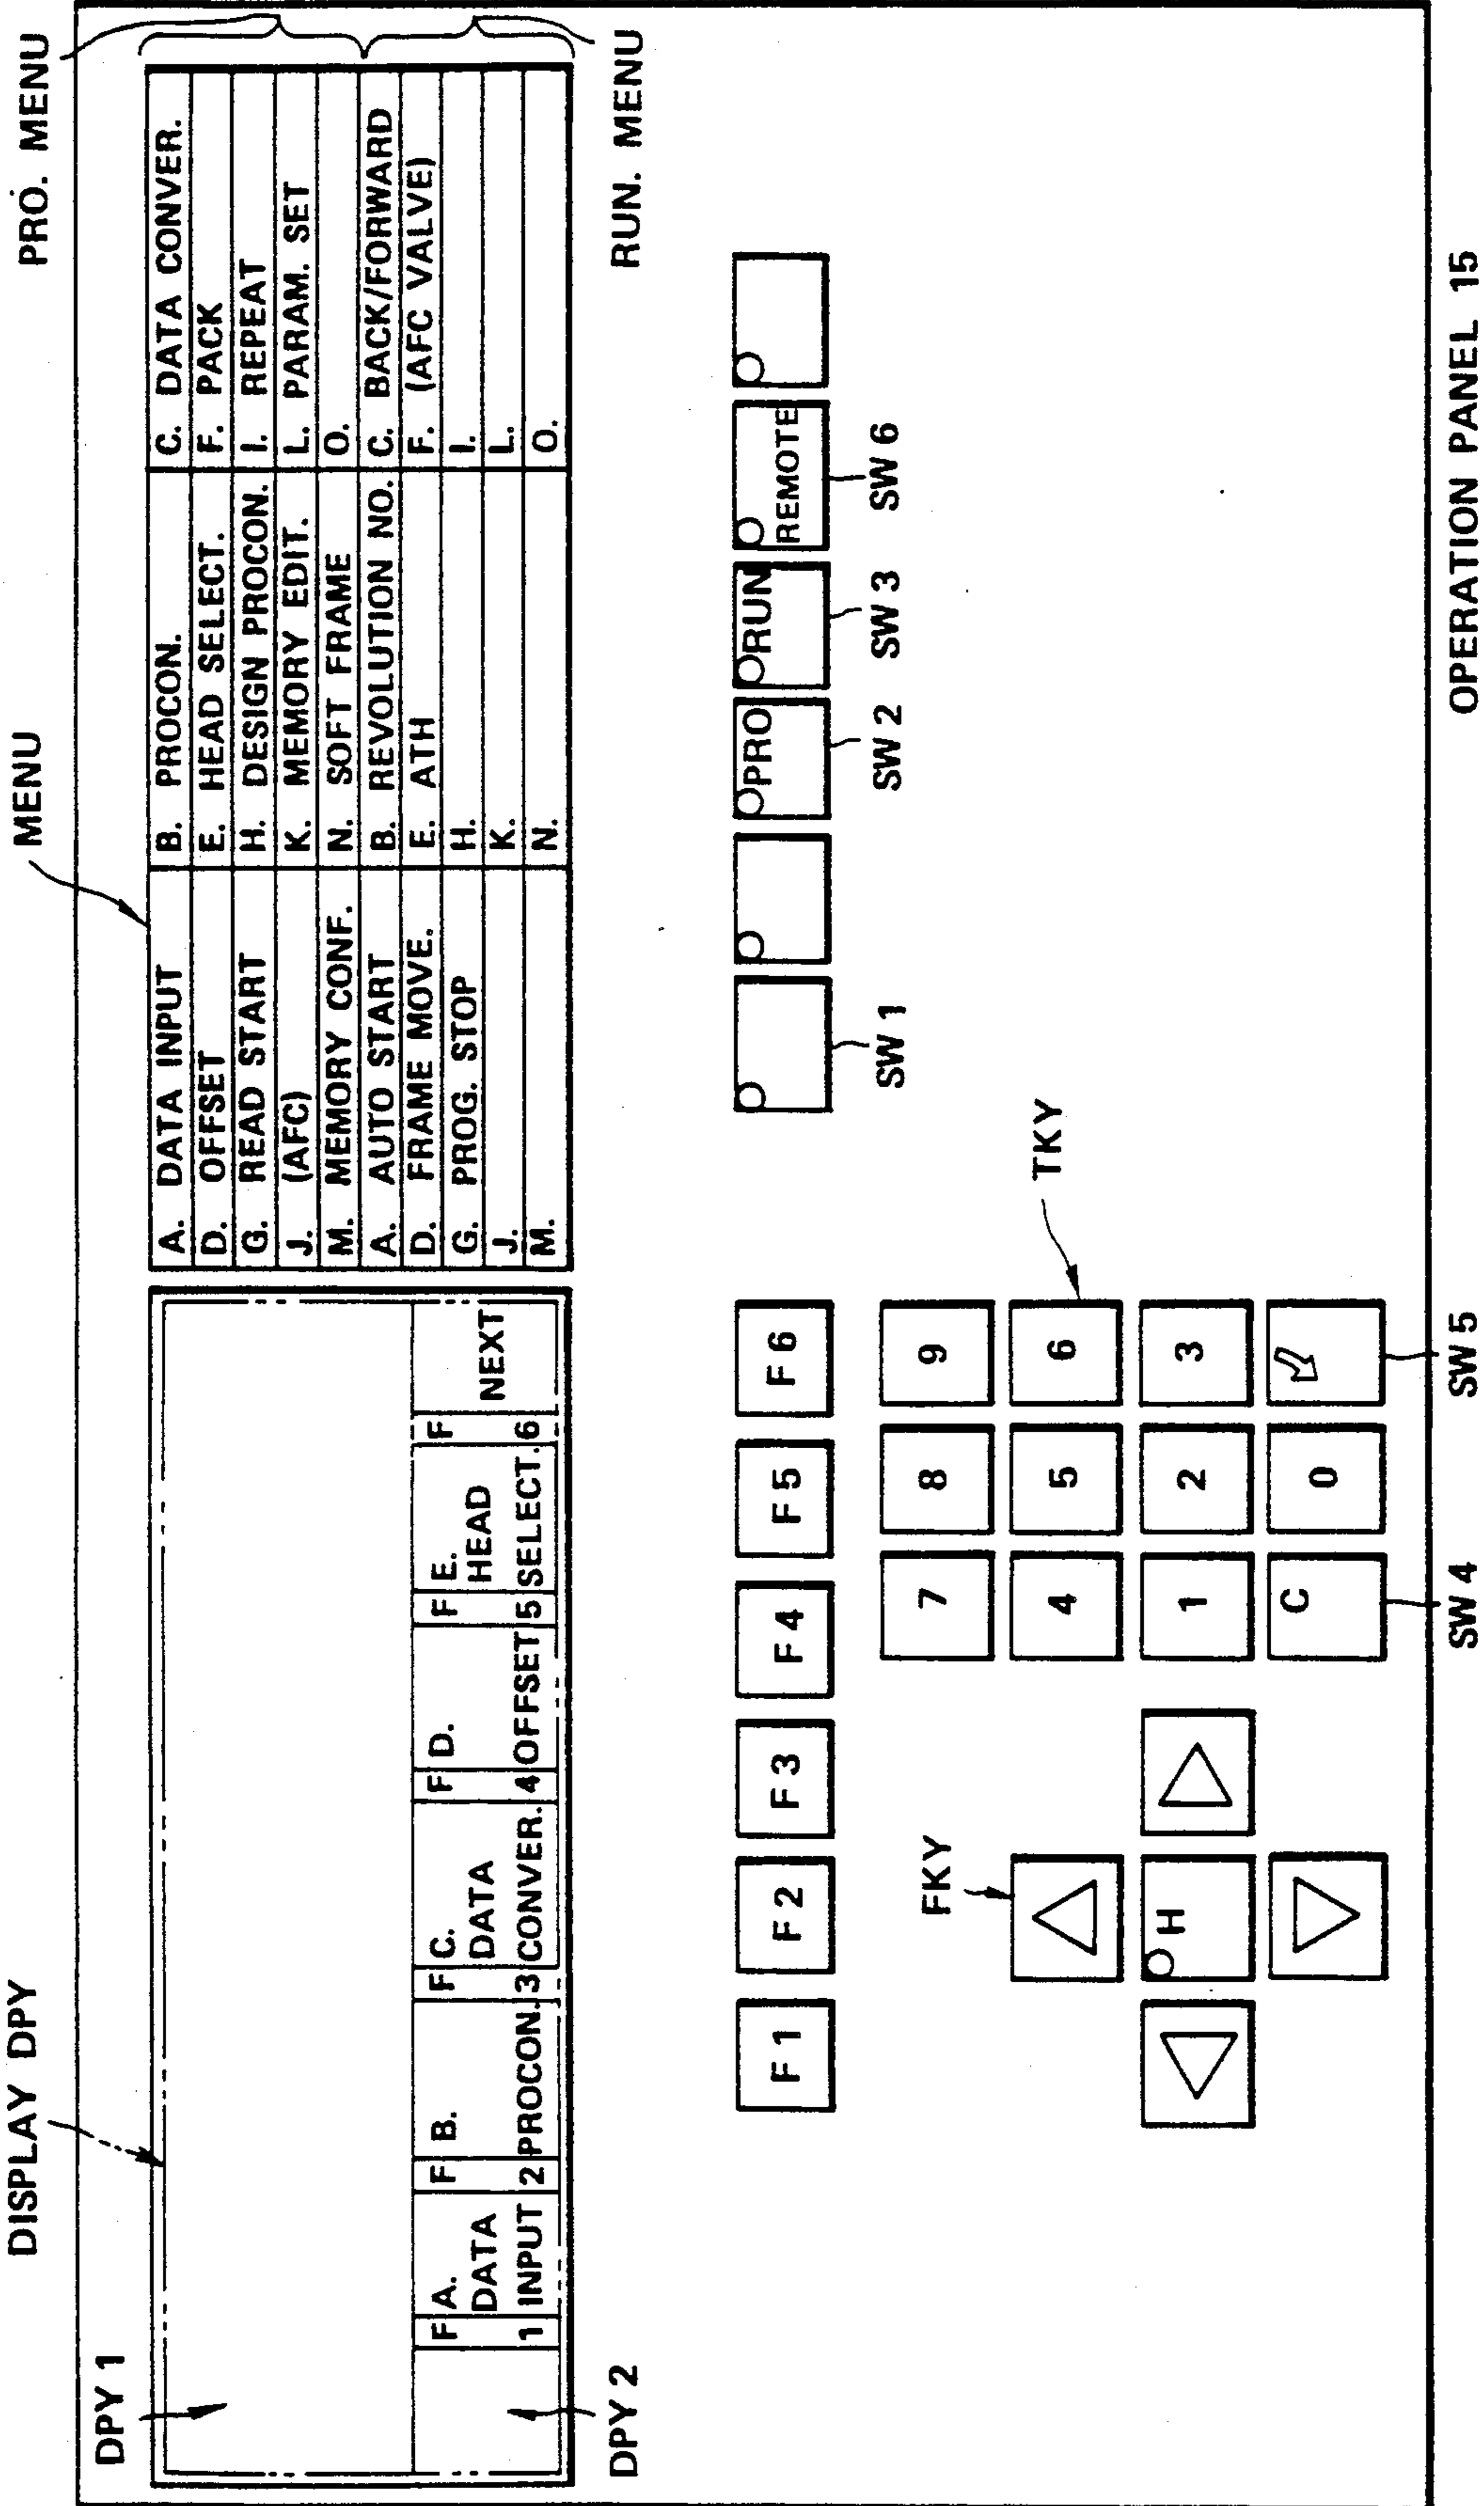 DISPLAY DPY
MENU
PRO. MENU
DPY 1
A. DATA INPUT B. PROCON. C. DATA CONVER.
D. OFFSET E. HEAD SELECT. F. PACK
G. READ START H. DESIGN PROCON. I. REPEAT
J. (AFC) K. MEMORY EDIT. L. PARAM. SET
M. MEMORY CONF. N. SOFT FRAME O.
A. AUTO START B. REVOLUTION NO. C. BACK/FORWARD
D. FRAME MOVE. E. ATH F. (AFC VALVE)
G. PROG. STOP H. I.
J. K. L.
M. N. O.
F A. F B. F C. F D. F E. F
DATA DATA HEAD NEXT
1 INPUT 2 PROCON. 3 CONVER. 4 OFFSET 5 SELECT. 6
DPY 2
RUN. MENU
F 1 F 2 F 3 F 4 F 5 F 6
PRO RUN REMOTE
SW 1 SW 2 SW 3 SW 6
FKY
TKY
7 8 9
4 5 6
H
1 2 3
C 0
SW 4 SW 5
OPERATION PANEL 15